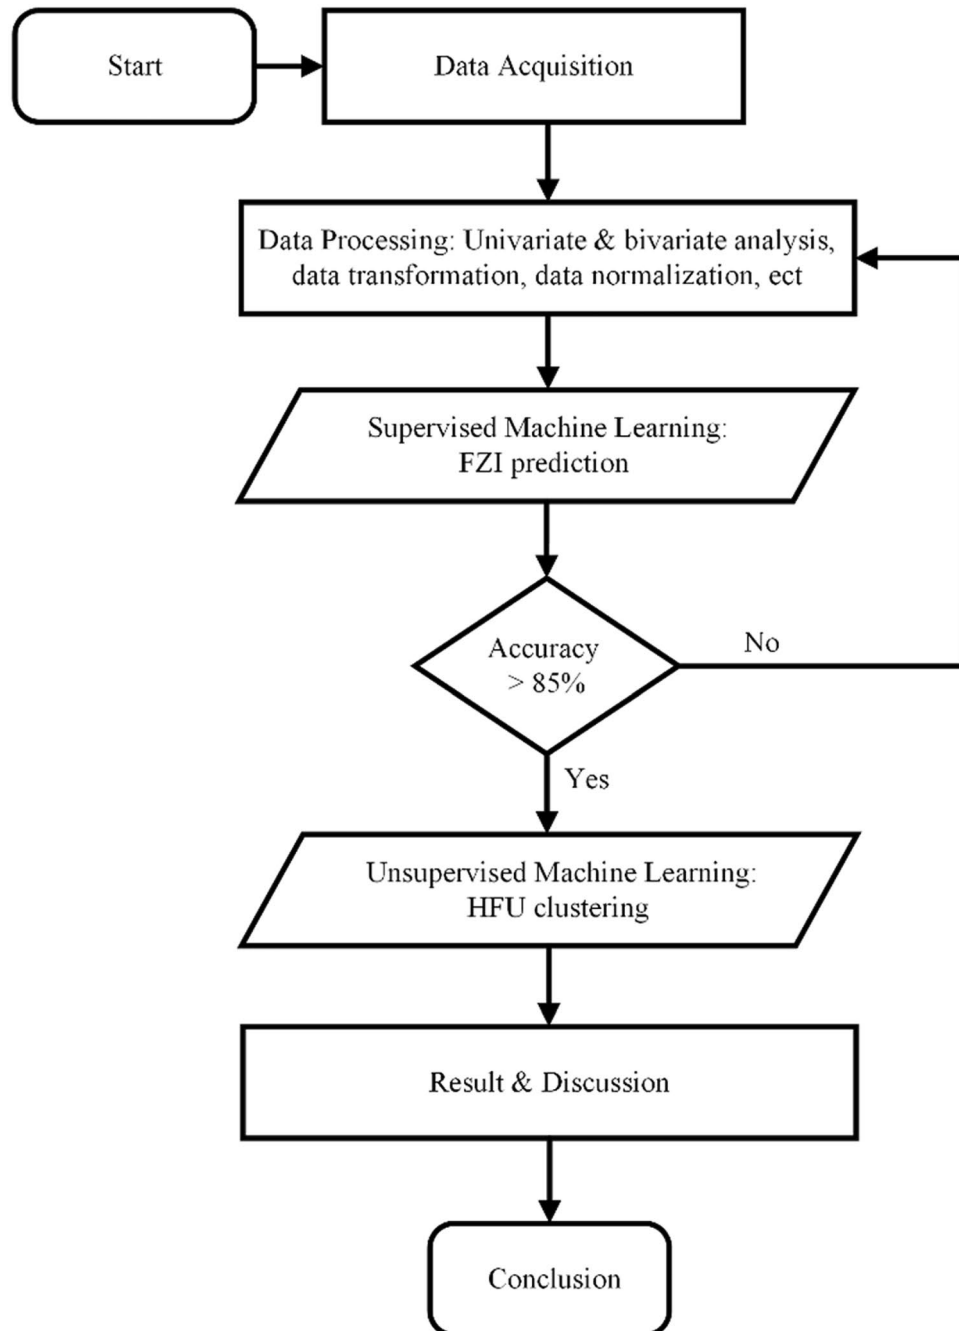 Start
Data Acquisition
Data Processing: Univariate & bivariate analysis,
data transformation, data normalization, ect
Supervised Machine Learning:
FZI prediction
Accuracy
> 85%
No
Yes
Unsupervised Machine Learning:
HFU clustering
Result & Discussion
Conclusion